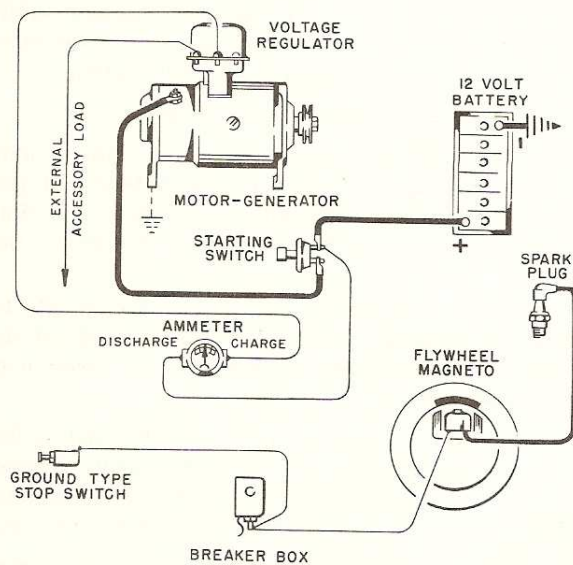 VOLTAGE
REGULATOR
12 VOLT
BATTERY
EXTERNAL
ACCESSORY LOAD
MOTOR-GENERATOR
STARTING
SWITCH
+
-
SPARK
PLUG
AMMETER
DISCHARGE
CHARGE
FLYWHEEL
MAGNETO
GROUND TYPE
STOP SWITCH
BREAKER BOX